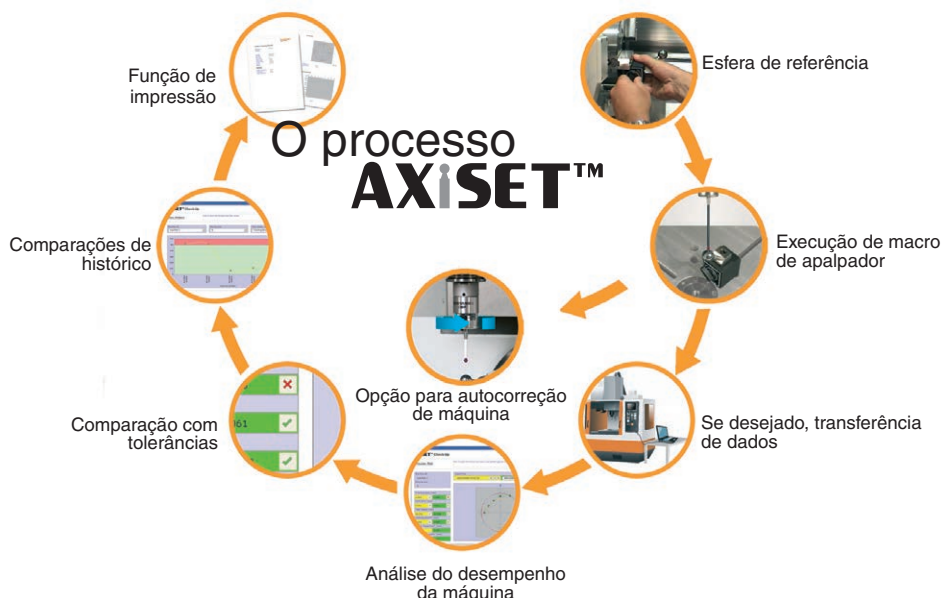 O processo
AXiSET™
Esfera de referência
Execução de macro
de apalpador
Opção para autocorreção
de máquina
Se desejado, transferência
de dados
Análise do desempenho
da máquina
Comparação com
tolerâncias
Comparações de
histórico
Função de
impressão